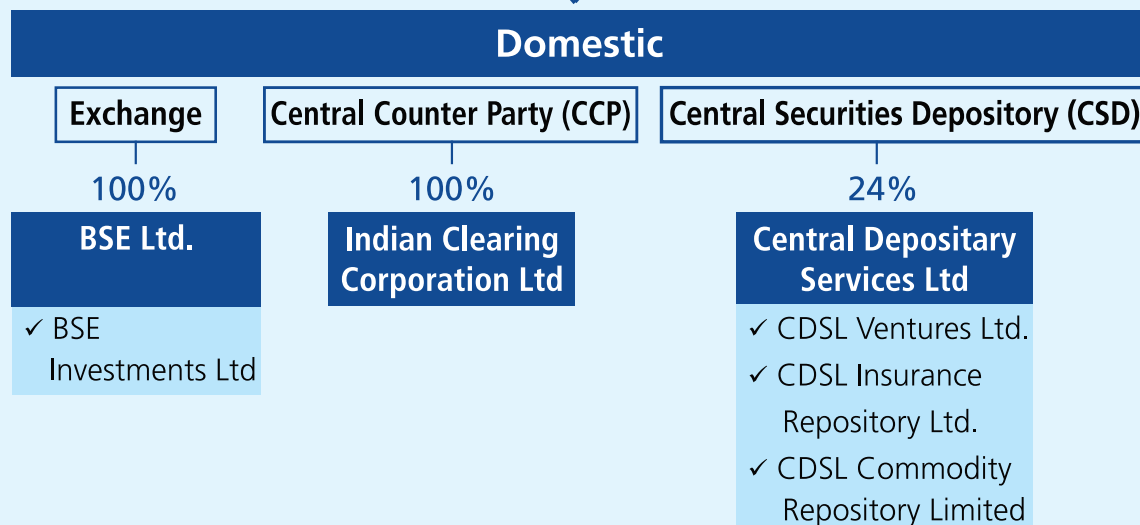 Domestic
Exchange
100%
BSE Ltd.
✓ BSE
Investments Ltd
Central Counter Party (CCP)
100%
Indian Clearing
Corporation Ltd
Central Securities Depository (CSD)
24%
Central Depositary
Services Ltd
✓ CDSL Ventures Ltd.
✓ CDSL Insurance
Repository Ltd.
✓ CDSL Commodity
Repository Limited